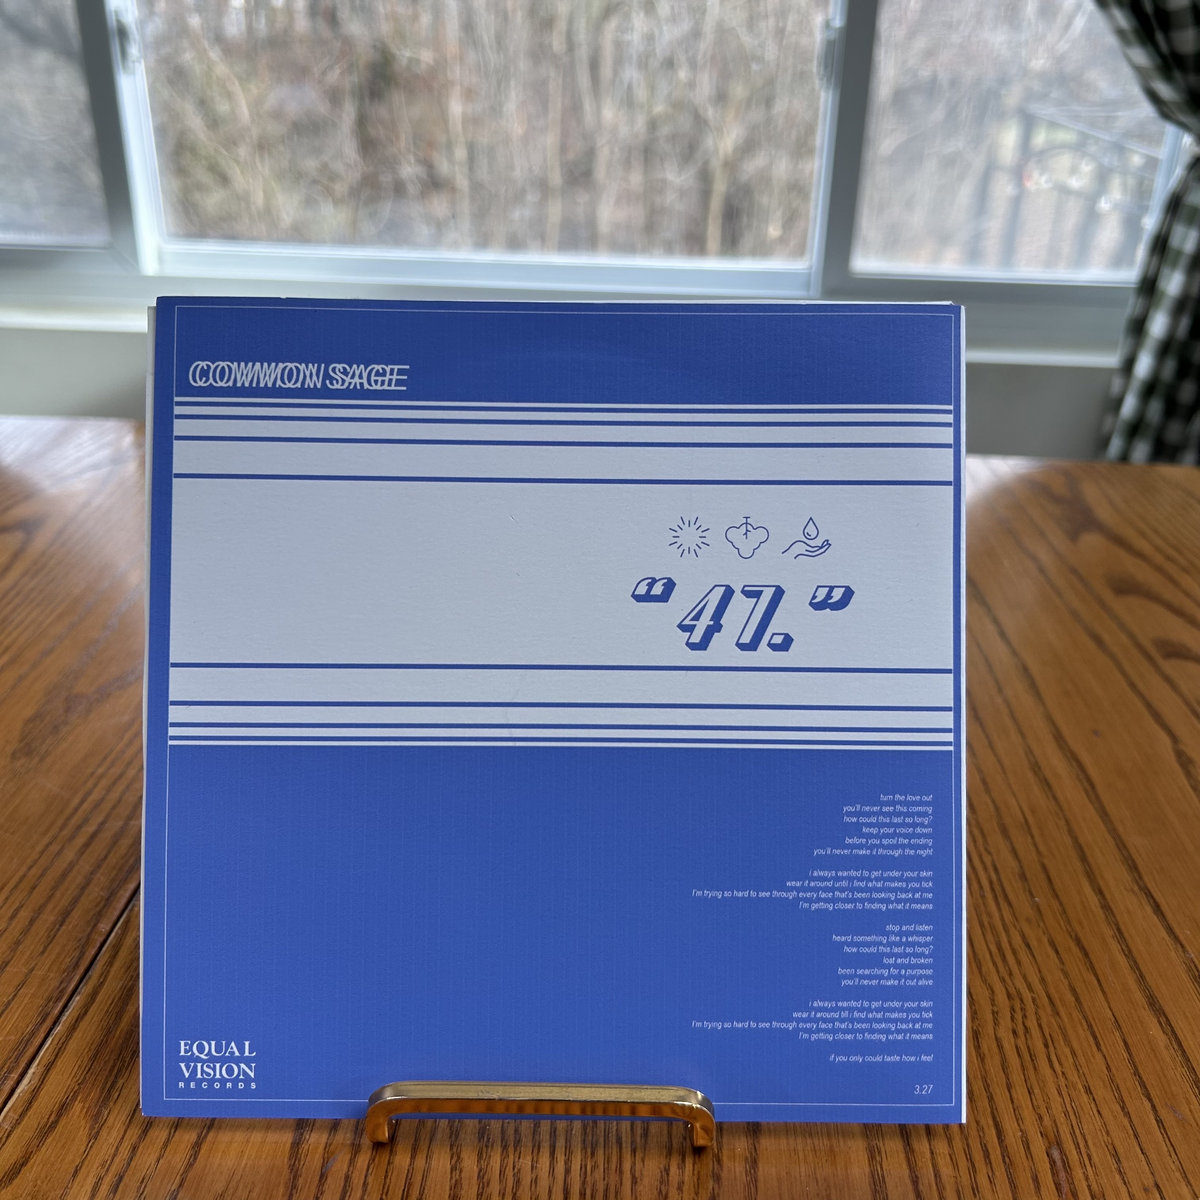 COMMON SAGE
“47.”
turn the love out
you'll never see this coming
how could this last so long?
keep your voice down
before you spoil the ending
you'll never make it through the night
i always wanted to get under your skin
wear it around until i find what makes you tick
I'm trying so hard to see through every face that's been looking back at me
I'm getting closer to finding what it means
stop and listen
heard something like a whisper
how could this last so long?
lost and broken
been searching for a purpose
you'll never make it out alive
i always wanted to get under your skin
wear it around till i find what makes you tick
I'm trying so hard to see through every face that's been looking back at me
I'm getting closer to finding what it means
if you only could taste how i feel
3.27
EQUAL
VISION
RECORDS